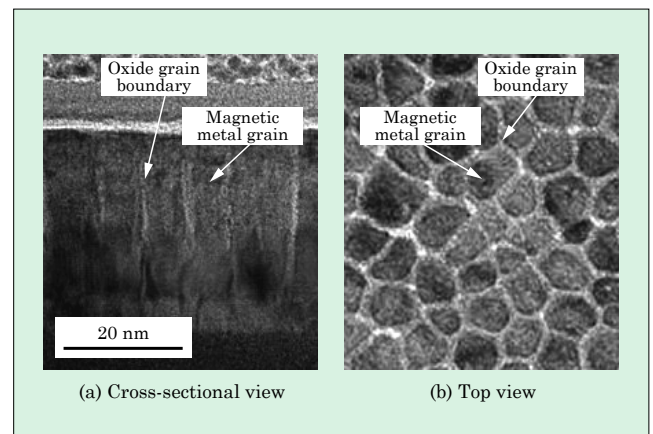 Oxide grain
boundary
Magnetic
metal grain
20 nm
(a) Cross-sectional view
Oxide grain
boundary
Magnetic
metal grain
(b) Top view